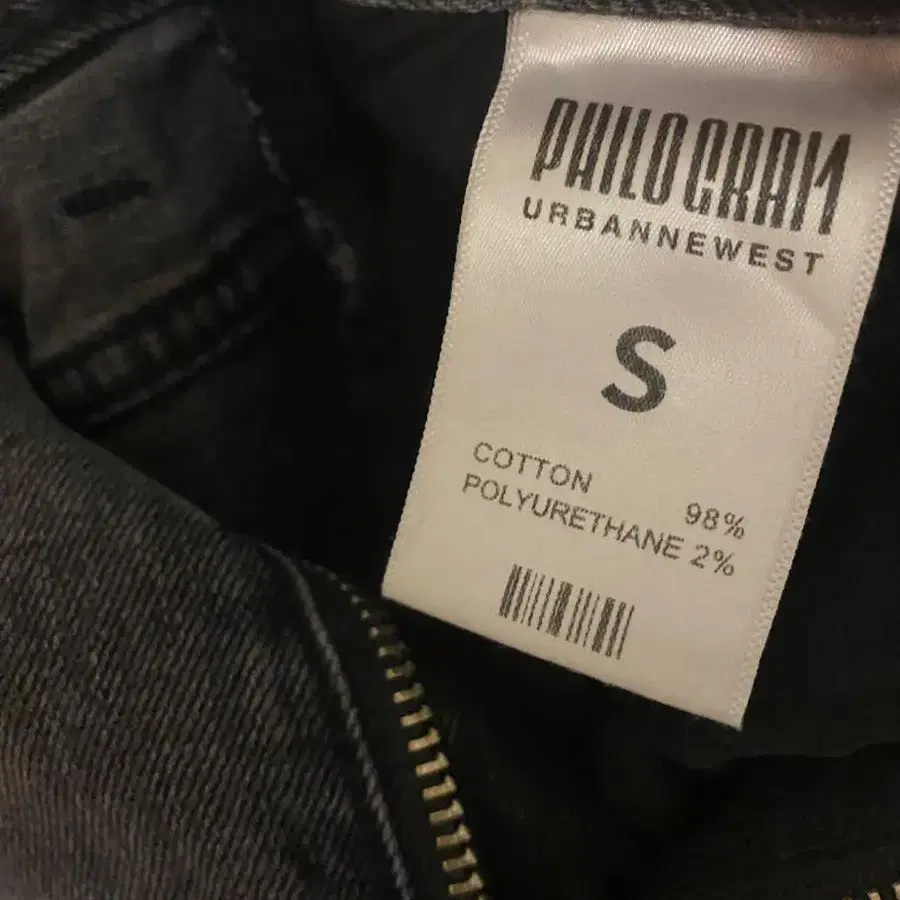 PHILOGRAM
URBANNEWEST
S
COTTON 98%
POLYURETHANE 2%